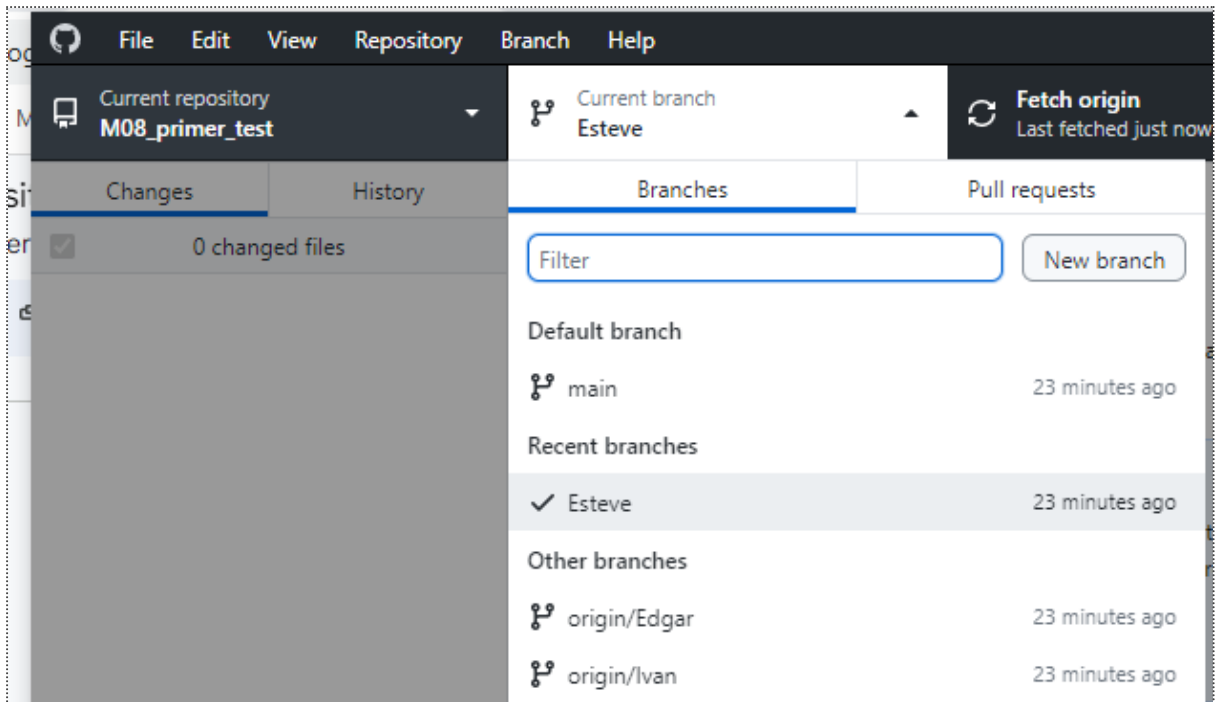 File Edit View Repository Branch Help
Current repository
M08_primer_test
Current branch
Esteve
Fetch origin
Last fetched just now
Changes History
Branches Pull requests
0 changed files
Filter New branch
Default branch
main 23 minutes ago
Recent branches
Esteve 23 minutes ago
Other branches
origin/Edgar 23 minutes ago
origin/Ivan 23 minutes ago